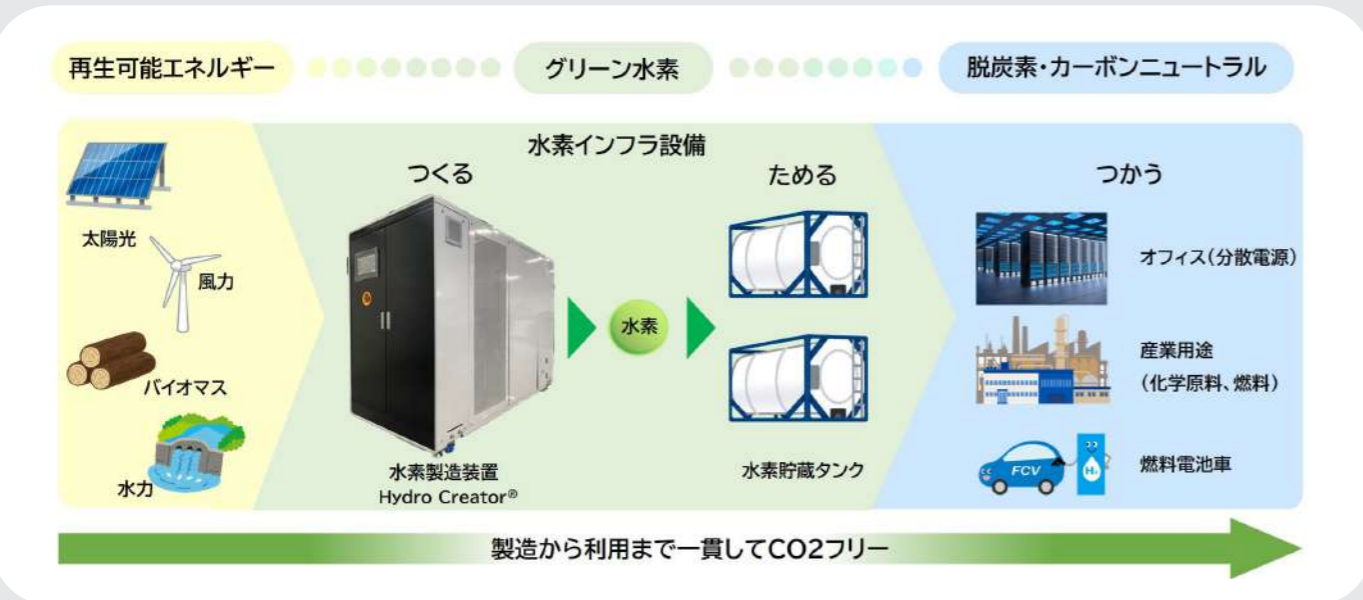 再生可能エネルギー
グリーン水素
脱炭素・カーボンニュートラル
水素インフラ設備
つくる
ためる
つかう
太陽光
風力
バイオマス
水力
水素製造装置
Hydro Creator®
水素
水素貯蔵タンク
オフィス(分散電源)
産業用途
(化学原料、燃料)
FCV
H₂
燃料電池車
製造から利用まで一貫してCO2フリー